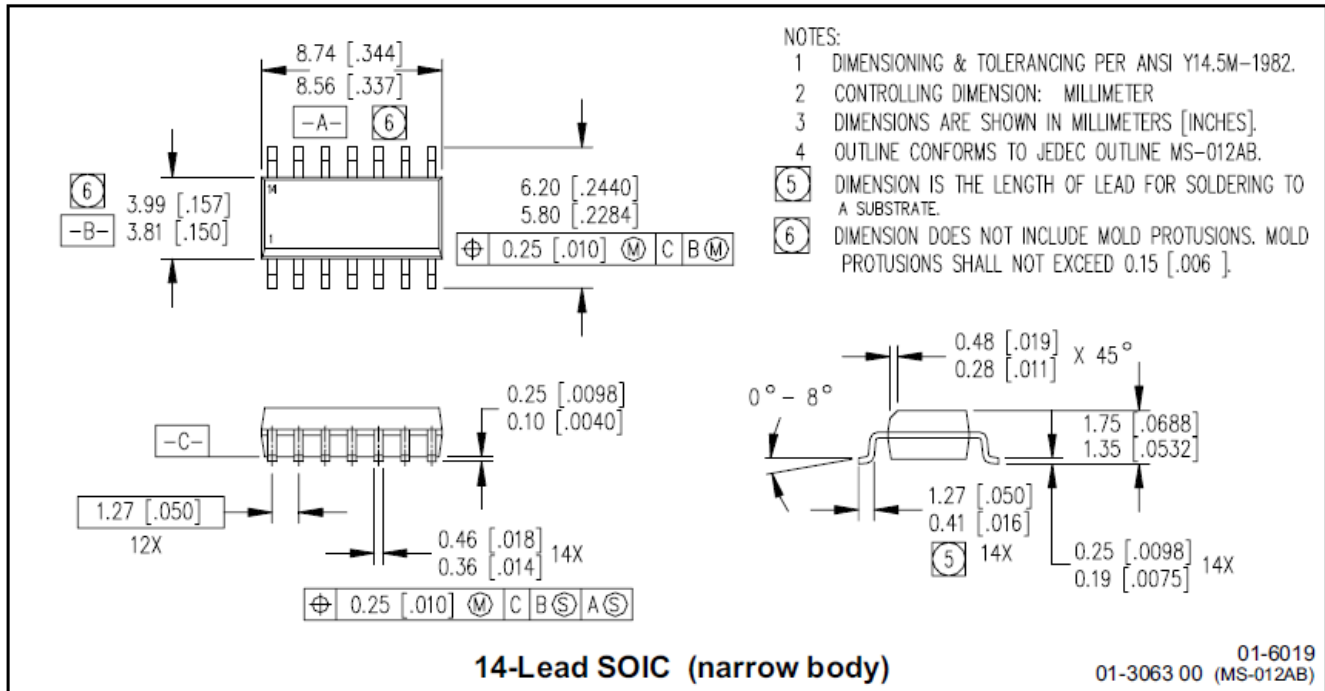 8.74 [.344]
8.56 [.337]
-A- 6
6
3.99 [.157]
-B- 3.81 [.150]
14
1
6.20 [.2440]
5.80 [.2284]
⌖ 0.25 [.010] Ⓜ C B Ⓜ
NOTES:
1 DIMENSIONING & TOLERANCING PER ANSI Y14.5M-1982.
2 CONTROLLING DIMENSION: MILLIMETER
3 DIMENSIONS ARE SHOWN IN MILLIMETERS [INCHES].
4 OUTLINE CONFORMS TO JEDEC OUTLINE MS-012AB.
5 DIMENSION IS THE LENGTH OF LEAD FOR SOLDERING TO
A SUBSTRATE.
6 DIMENSION DOES NOT INCLUDE MOLD PROTUSIONS. MOLD
PROTUSIONS SHALL NOT EXCEED 0.15 [.006 ].
-C-
0.25 [.0098]
0.10 [.0040]
1.27 [.050]
12X
0.46 [.018]
0.36 [.014] 14X
⌖ 0.25 [.010] Ⓜ C B Ⓢ A Ⓢ
0.48 [.019]
0.28 [.011] X 45°
0° - 8°
1.75 [.0688]
1.35 [.0532]
1.27 [.050]
0.41 [.016]
5 14X
0.25 [.0098]
0.19 [.0075] 14X
14-Lead SOIC (narrow body)
01-6019
01-3063 00 (MS-012AB)